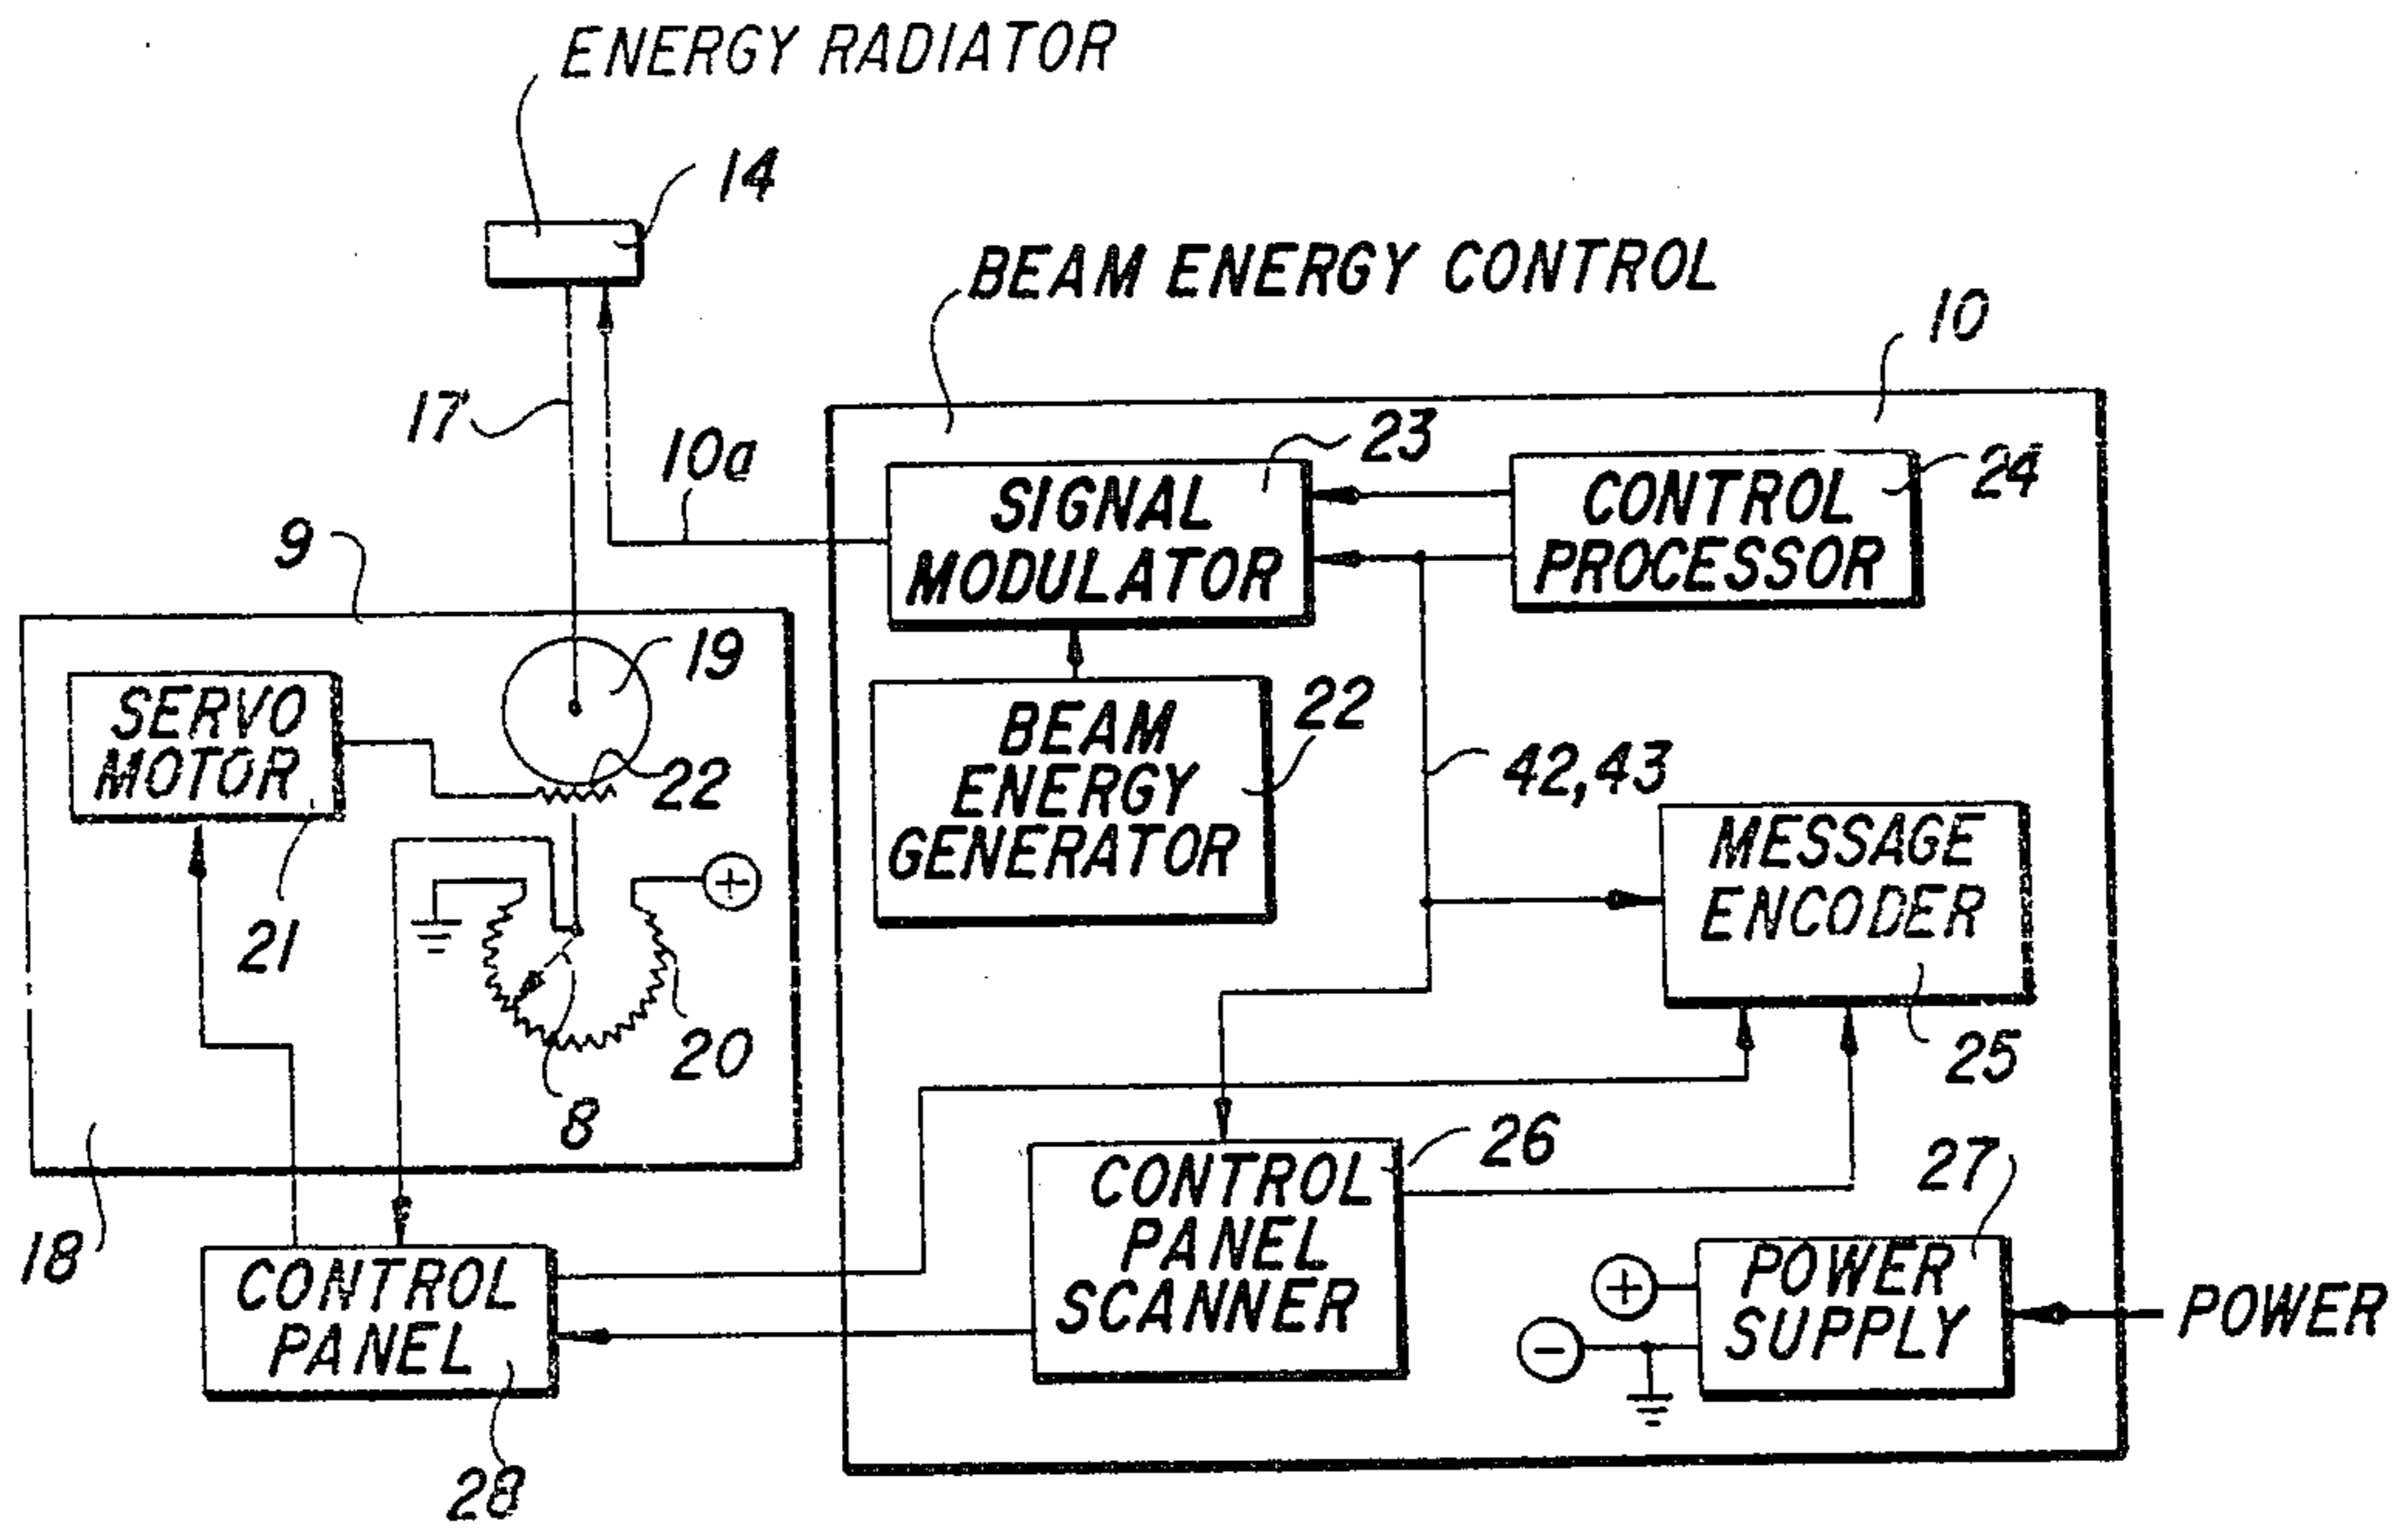 ENERGY RADIATOR
14
BEAM ENERGY CONTROL
10
17
10a
23
SIGNAL
MODULATOR
CONTROL
PROCESSOR
24
9
19
SERVO
MOTOR
22
21
BEAM
ENERGY
GENERATOR
22
42,43
MESSAGE
ENCODER
25
+
20
8
18
CONTROL
PANEL
28
26
CONTROL
PANEL
SCANNER
27
+
−
POWER
SUPPLY
POWER